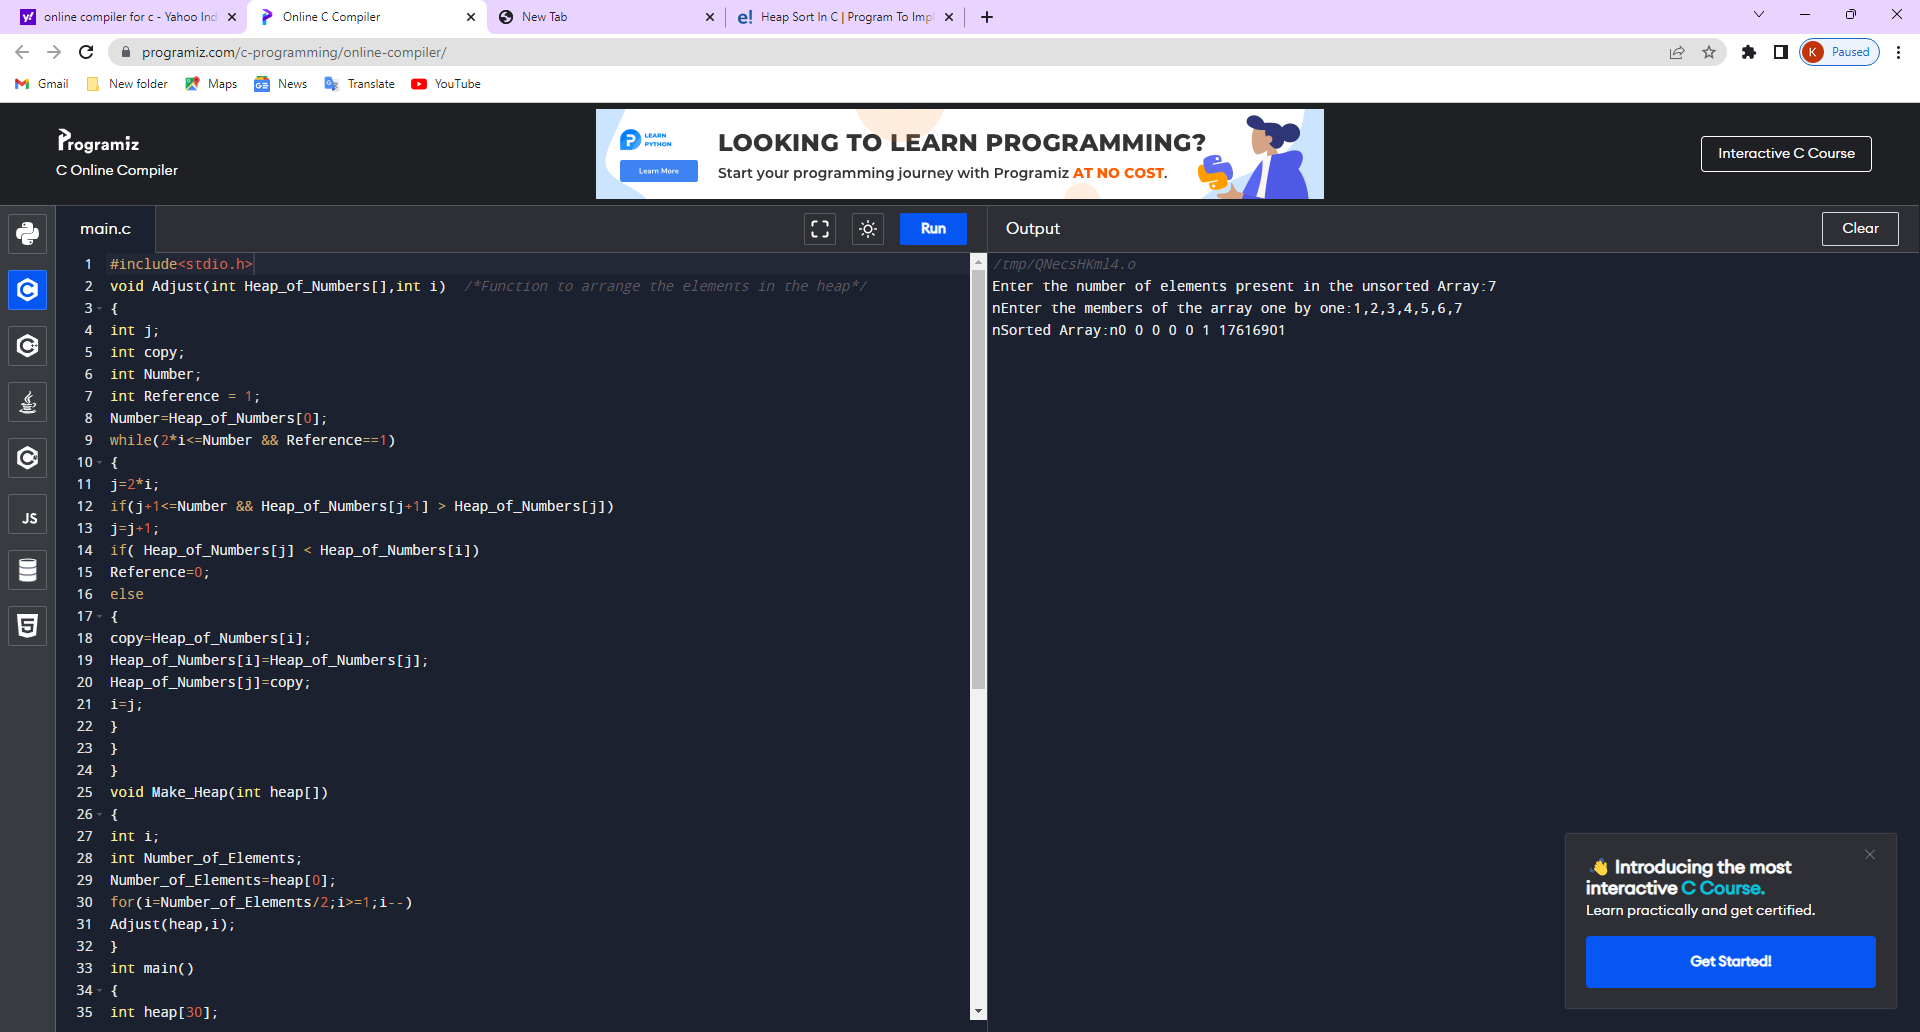 online compiler for c - Yahoo Ind
Online C Compiler
New Tab
Heap Sort In C | Program To Imp
programiz.com/c-programming/online-compiler/
K Paused
Gmail
New folder
Maps
News
Translate
YouTube
Programiz
C Online Compiler
LEARN
PYTHON
Learn More
LOOKING TO LEARN PROGRAMMING?
Start your programming journey with Programiz AT NO COST.
Interactive C Course
main.c
Run
Output
Clear
JS
1 #include<stdio.h>
2 void Adjust(int Heap_of_Numbers[],int i) /*Function to arrange the elements in the heap*/
3 {
4 int j;
5 int copy;
6 int Number;
7 int Reference = 1;
8 Number=Heap_of_Numbers[0];
9 while(2*i<=Number && Reference==1)
10 {
11 j=2*i;
12 if(j+1<=Number && Heap_of_Numbers[j+1] > Heap_of_Numbers[j])
13 j=j+1;
14 if( Heap_of_Numbers[j] < Heap_of_Numbers[i])
15 Reference=0;
16 else
17 {
18 copy=Heap_of_Numbers[i];
19 Heap_of_Numbers[i]=Heap_of_Numbers[j];
20 Heap_of_Numbers[j]=copy;
21 i=j;
22 }
23 }
24 }
25 void Make_Heap(int heap[])
26 {
27 int i;
28 int Number_of_Elements;
29 Number_of_Elements=heap[0];
30 for(i=Number_of_Elements/2;i>=1;i--)
31 Adjust(heap,i);
32 }
33 int main()
34 {
35 int heap[30];
/tmp/QNecsHKml4.o
Enter the number of elements present in the unsorted Array:7
nEnter the members of the array one by one:1,2,3,4,5,6,7
nSorted Array:n0 0 0 0 0 1 17616901
Introducing the most
interactive C Course.
Learn practically and get certified.
Get Started!